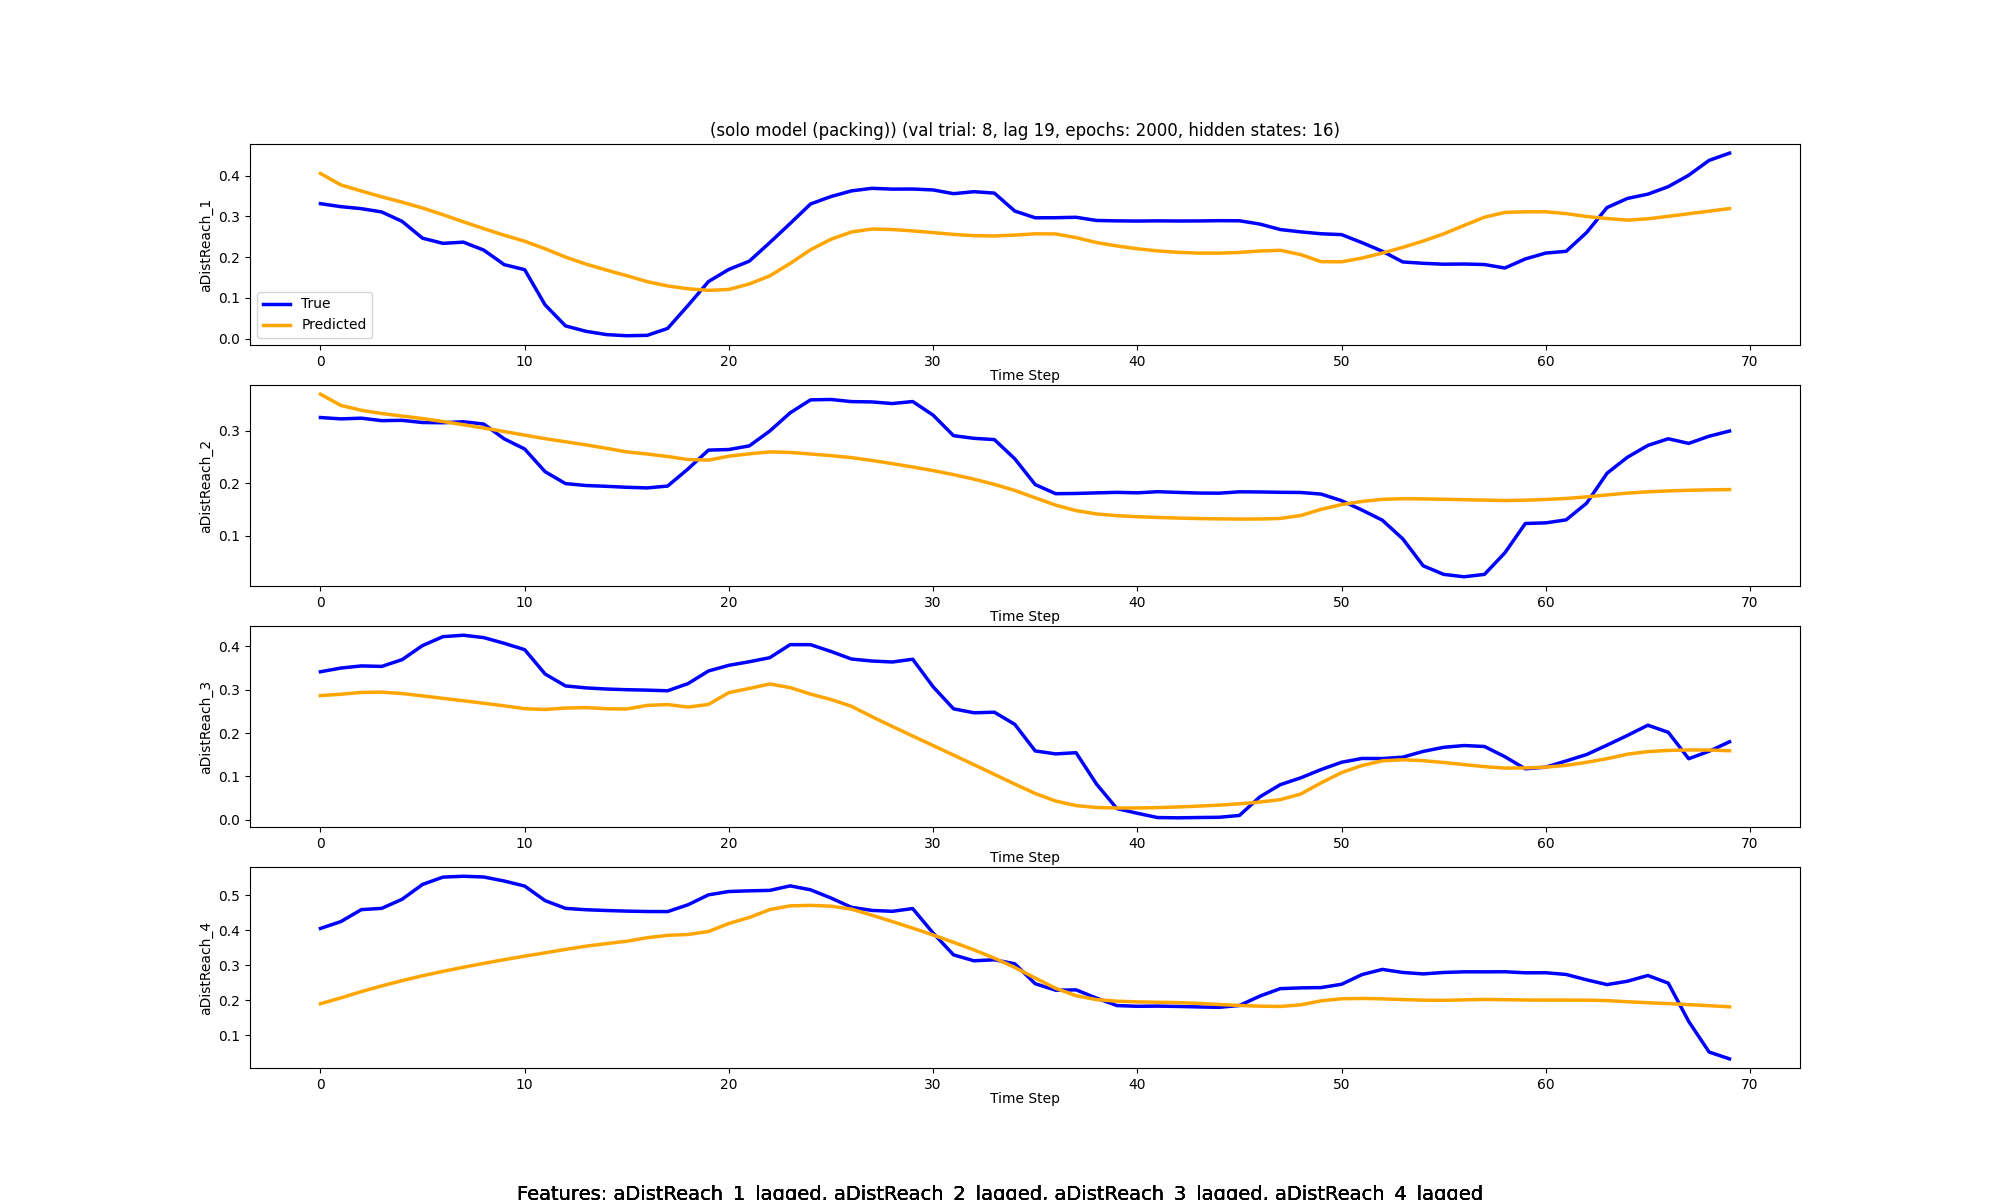 (solo model (packing)) (val trial: 8, lag 19, epochs: 2000, hidden states: 16)
aDistReach_1
0.4
0.3
0.2
0.1
0.0
True
Predicted
0 10 20 30 40 50 60 70
Time Step
aDistReach_2
0.3
0.2
0.1
0 10 20 30 40 50 60 70
Time Step
aDistReach_3
0.4
0.3
0.2
0.1
0.0
0 10 20 30 40 50 60 70
Time Step
aDistReach_4
0.5
0.4
0.3
0.2
0.1
0 10 20 30 40 50 60 70
Time Step
Features: aDistReach_1_lagged, aDistReach_2_lagged, aDistReach_3_lagged, aDistReach_4_lagged